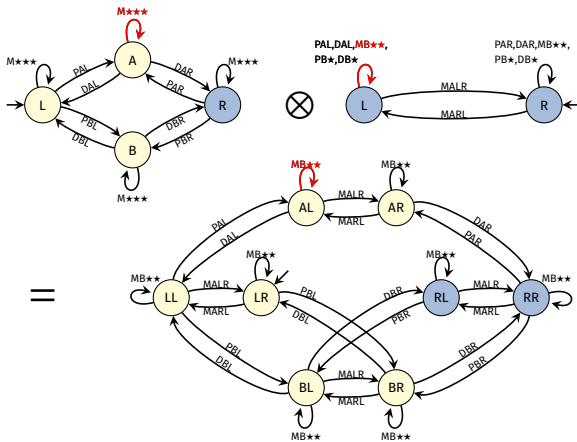 M★★★
M★★★
A
M★★★
PAL
DAL
DAR
PAR
L
R
PBL
DBL
DBR
PBR
B
M★★★
⊗
PAL,DAL,MB★★,
PB★,DB★
PAR,DAR,MB★★,
PB★,DB★
L
MALR
MARL
R
=
MB★★
MB★★
AL
MALR
MARL
AR
PAL
DAL
DAR
PAR
MB★★
MB★★
MB★★
MB★★
LL
MALR
MARL
LR
PBL
DBL
DBR
PBR
RL
MALR
MARL
RR
PBL
DBL
DBR
PBR
BL
MALR
MARL
BR
MB★★
MB★★